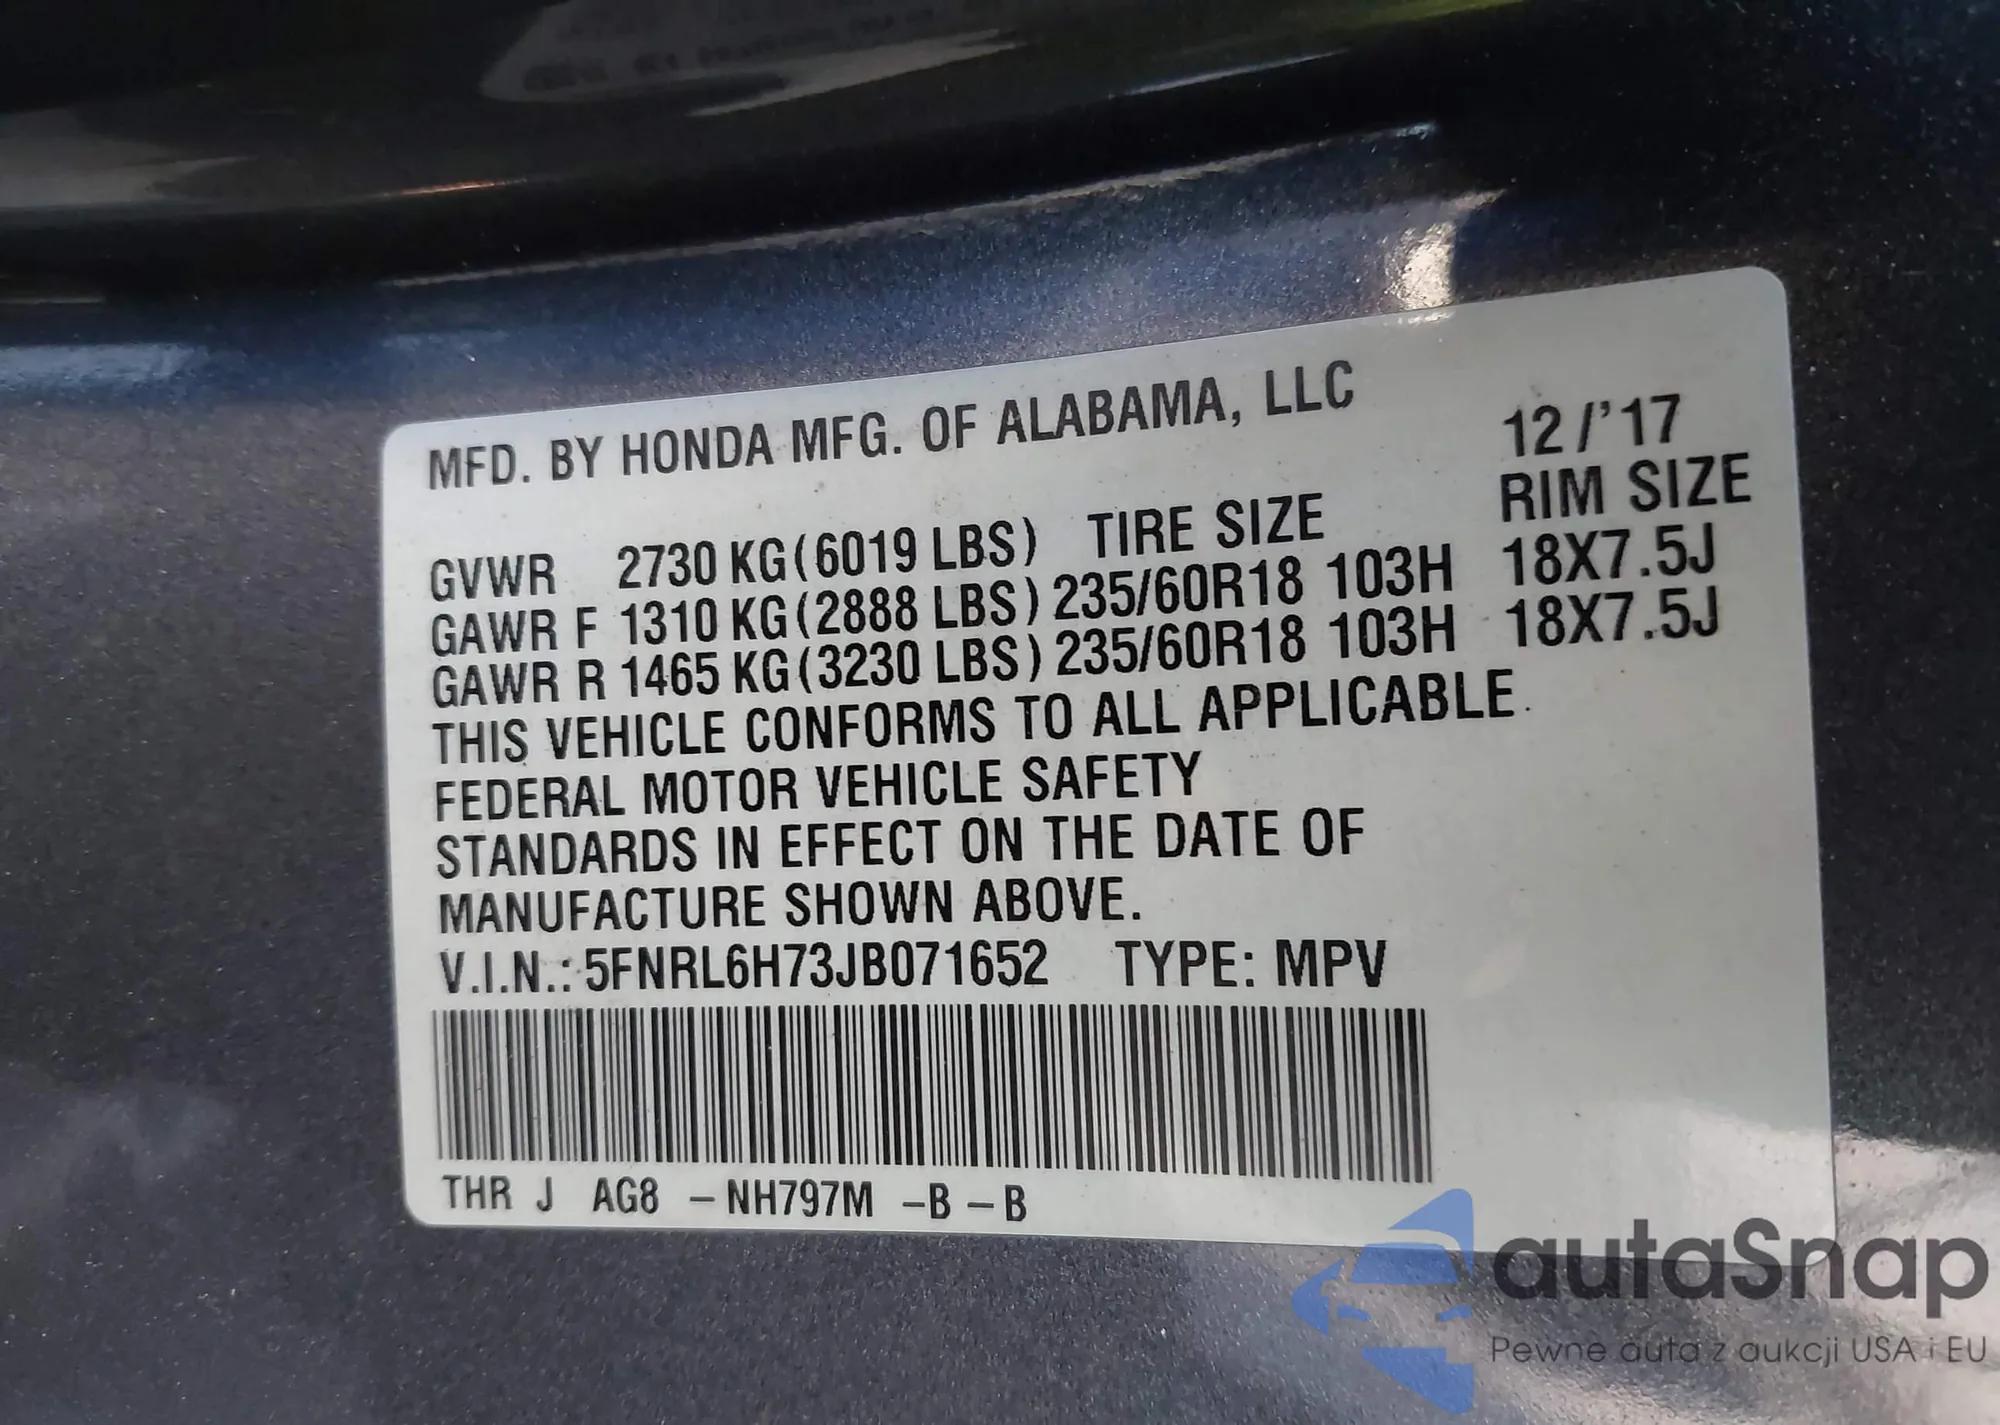 MFD. BY HONDA MFG. OF ALABAMA, LLC 12/'17
RIM SIZE
GVWR 2730 KG(6019 LBS) TIRE SIZE
GAWR F 1310 KG(2888 LBS) 235/60R18 103H 18X7.5J
GAWR R 1465 KG(3230 LBS) 235/60R18 103H 18X7.5J
THIS VEHICLE CONFORMS TO ALL APPLICABLE
FEDERAL MOTOR VEHICLE SAFETY
STANDARDS IN EFFECT ON THE DATE OF
MANUFACTURE SHOWN ABOVE.
V.I.N.: 5FNRL6H73JB071652 TYPE: MPV
THR J AG8 -NH797M -B-B
autaSnap
Pewne auta z aukcji USA i EU